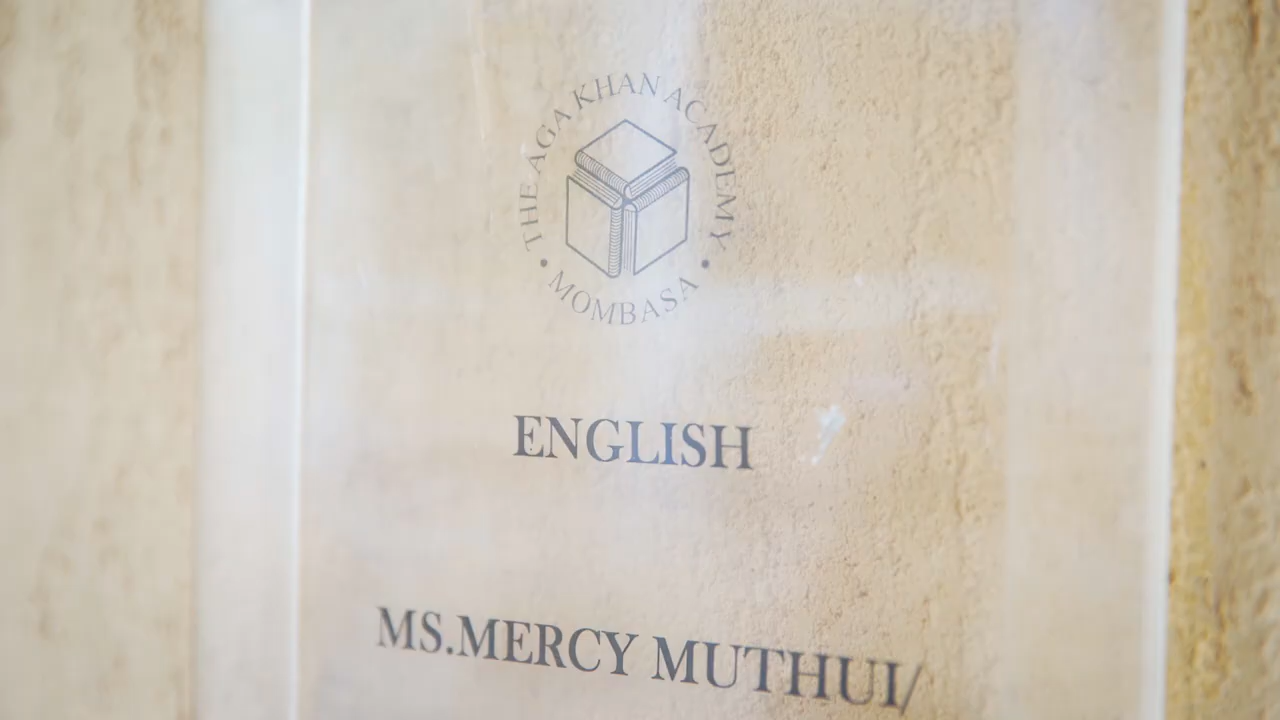 THE AGA KHAN ACADEMY
• MOMBASA •
ENGLISH
MS.MERCY MUTHUI/